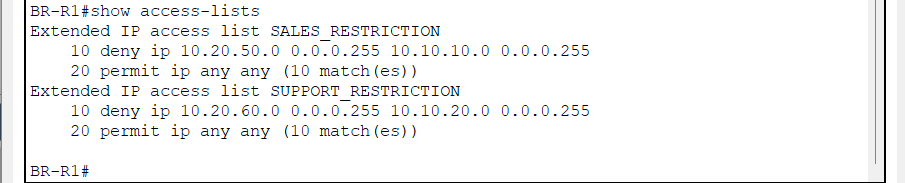 BR-R1#show access-lists
Extended IP access list SALES_RESTRICTION
    10 deny ip 10.20.50.0 0.0.0.255 10.10.10.0 0.0.0.255
    20 permit ip any any (10 match(es))
Extended IP access list SUPPORT_RESTRICTION
    10 deny ip 10.20.60.0 0.0.0.255 10.10.20.0 0.0.0.255
    20 permit ip any any (10 match(es))
BR-R1#